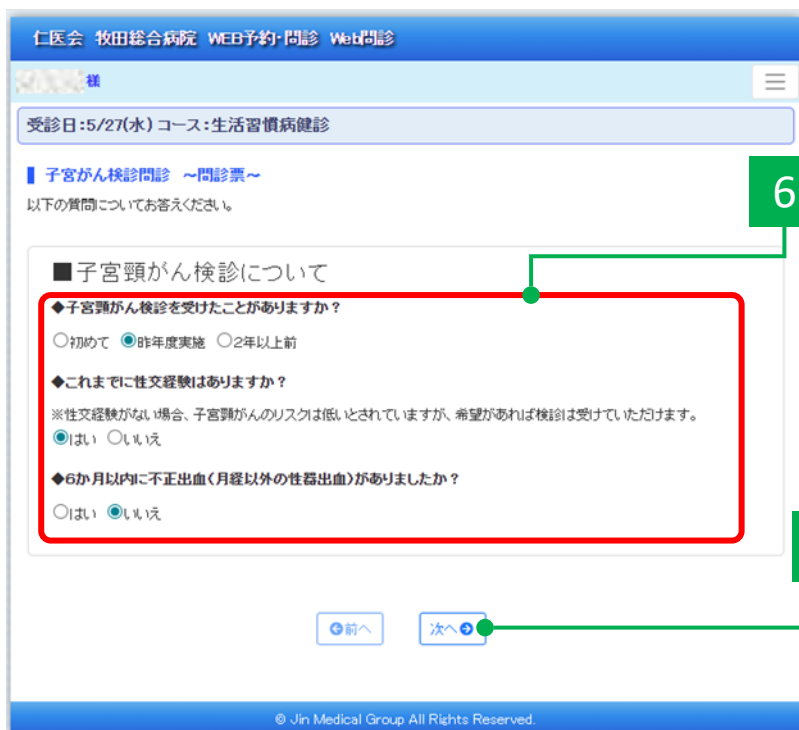 仁医会 牧田総合病院 WEB予約・問診 Web問診
様
受診日:5/27(水) コース:生活習慣病健診
子宮がん検診問診 ～問診票～
以下の質問についてお答えください。
6
■子宮頸がん検診について
◆子宮頸がん検診を受けたことがありますか？
○初めて ◉昨年度実施 ○2年以上前
◆これまでに性交経験はありますか？
※性交経験がない場合、子宮頸がんのリスクは低いとされていますが、希望があれば検診は受けていただけます。
◉はい ○いいえ
◆6か月以内に不正出血(月経以外の性器出血)がありましたか？
○はい ◉いいえ
前へ 次へ
© Jin Medical Group All Rights Reserved.